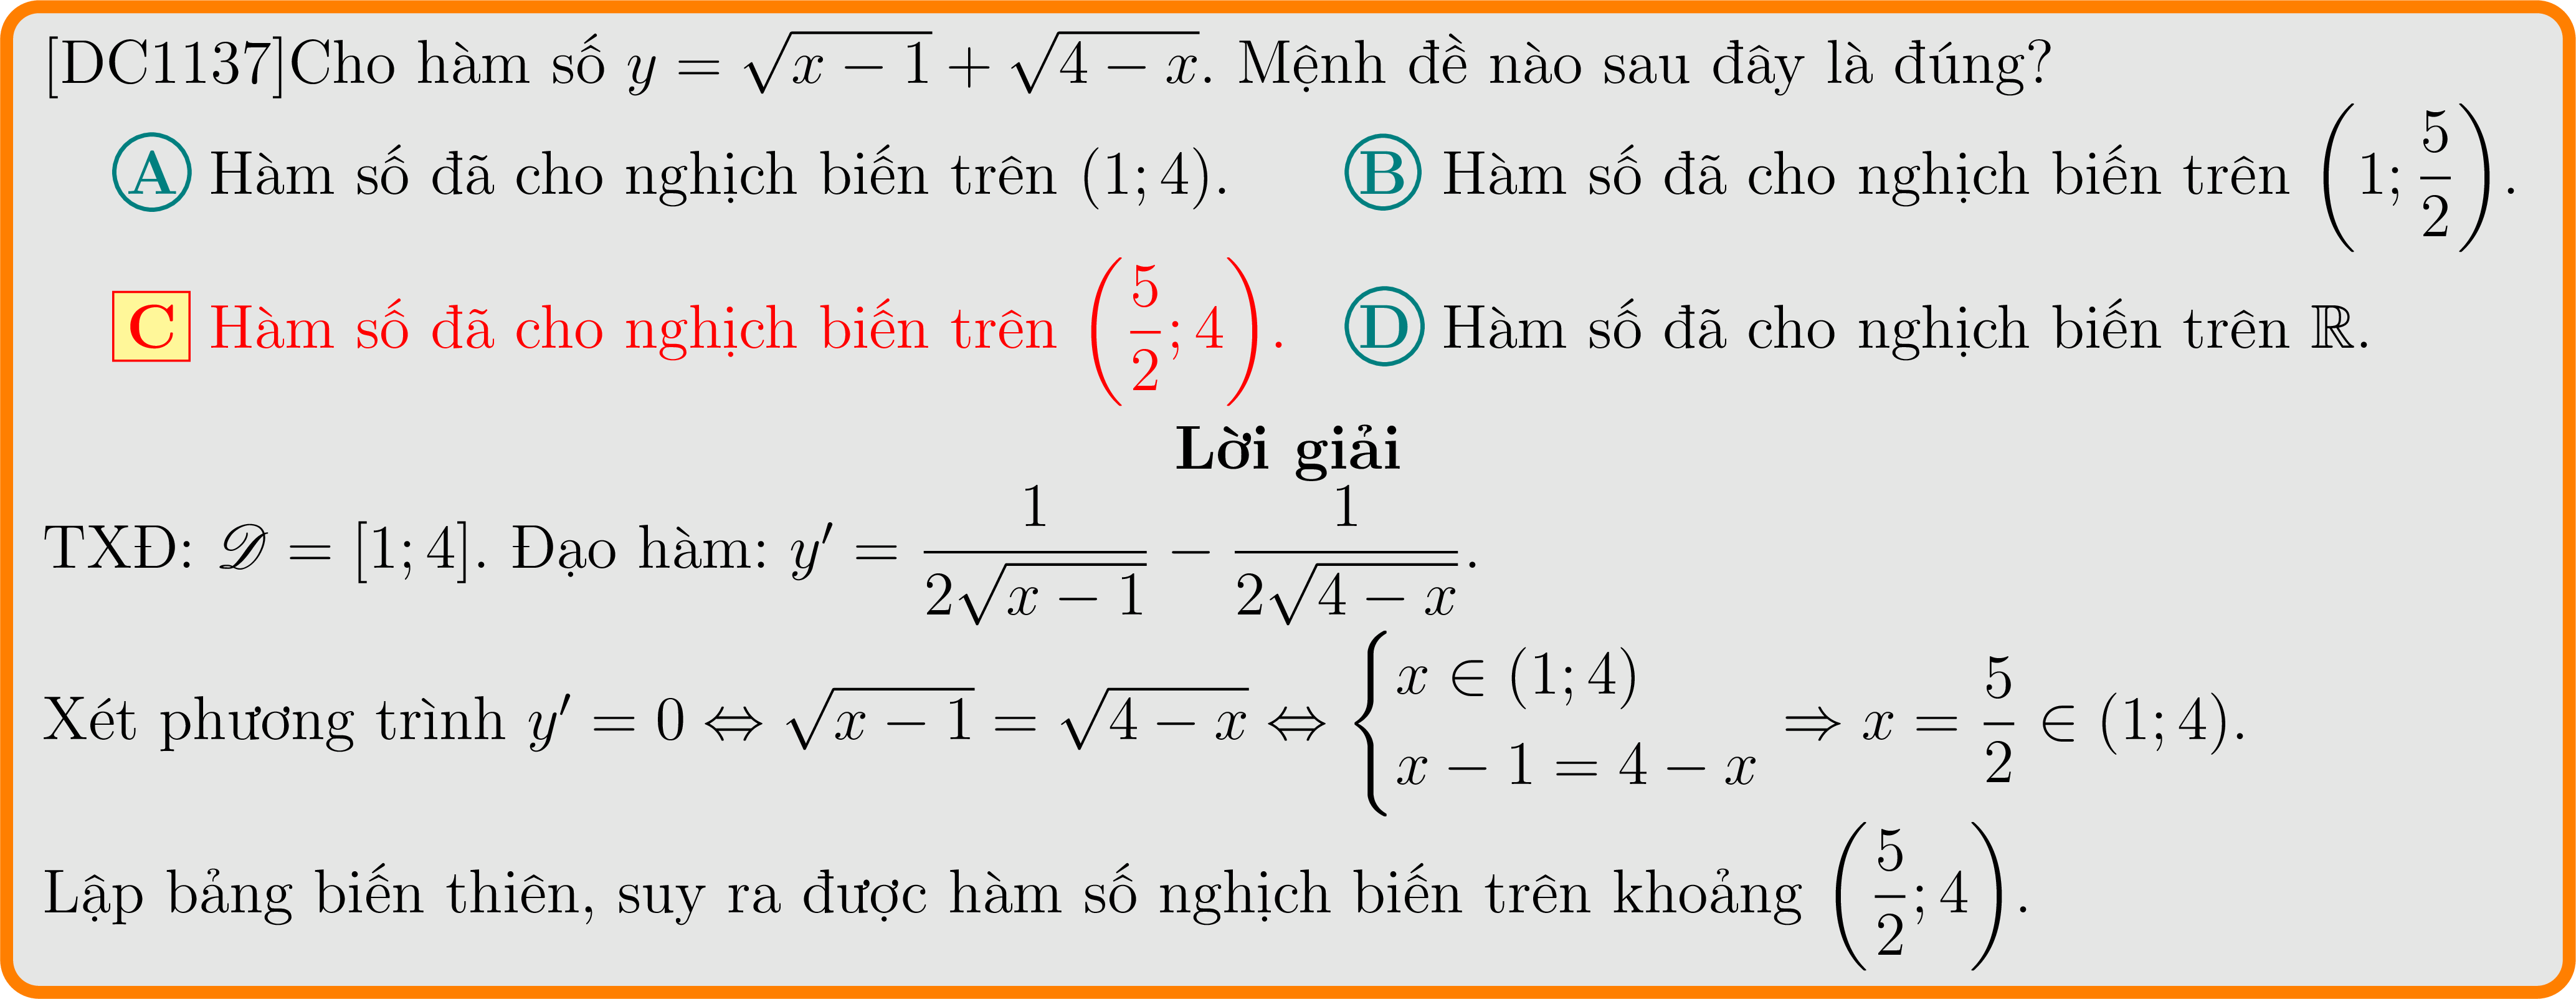 [DC1137]Cho hàm số $y = \sqrt{x-1} + \sqrt{4-x}$. Mệnh đề nào sau đây là đúng?
A Hàm số đã cho nghịch biến trên $(1;4)$. B Hàm số đã cho nghịch biến trên $\left(1;\dfrac{5}{2}\right)$.
C Hàm số đã cho nghịch biến trên $\left(\dfrac{5}{2};4\right)$. D Hàm số đã cho nghịch biến trên $\mathbb{R}$.
Lời giải
TXĐ: $\mathscr{D} = [1;4]$. Đạo hàm: $y' = \dfrac{1}{2\sqrt{x-1}} - \dfrac{1}{2\sqrt{4-x}}$.
Xét phương trình $y' = 0 \Leftrightarrow \sqrt{x-1} = \sqrt{4-x} \Leftrightarrow \begin{cases} x \in (1;4) \\ x-1 = 4-x \end{cases} \Rightarrow x = \dfrac{5}{2} \in (1;4)$.
Lập bảng biến thiên, suy ra được hàm số nghịch biến trên khoảng $\left(\dfrac{5}{2};4\right)$.